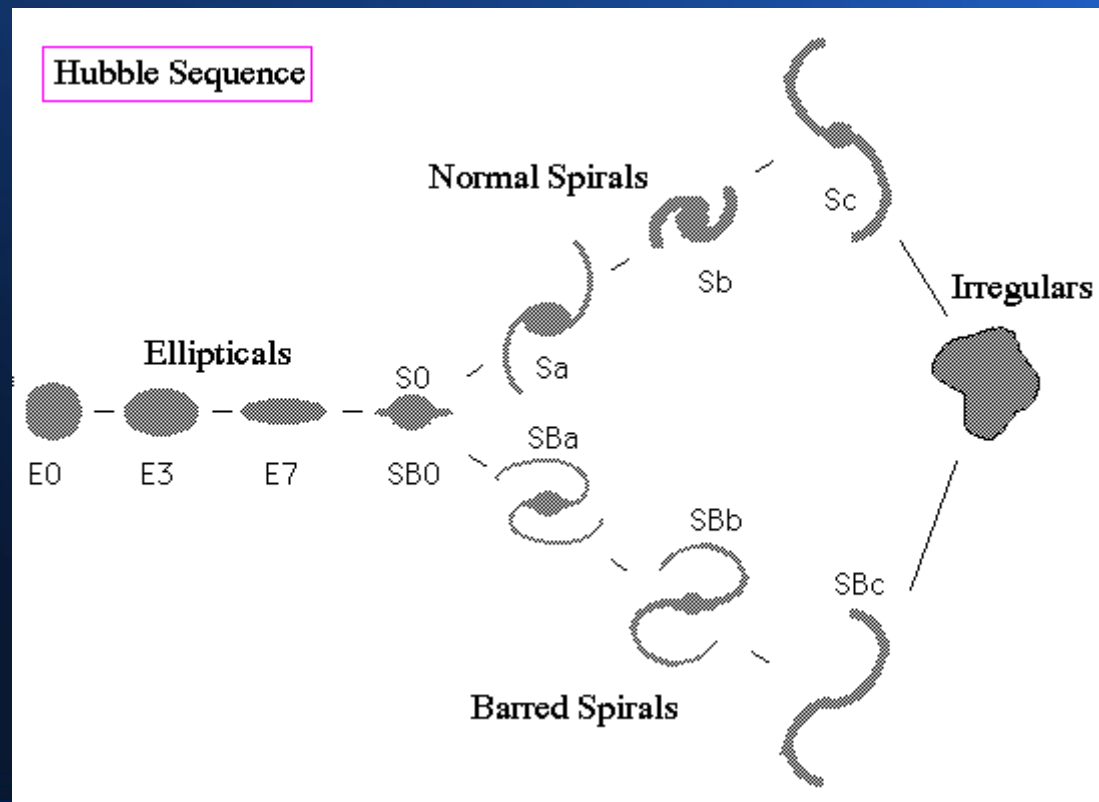 Hubble Sequence
Normal Spirals
Sc
Sb
Irregulars
Ellipticals
S0
Sa
E0
E3
E7
SB0
SBa
SBb
SBc
Barred Spirals